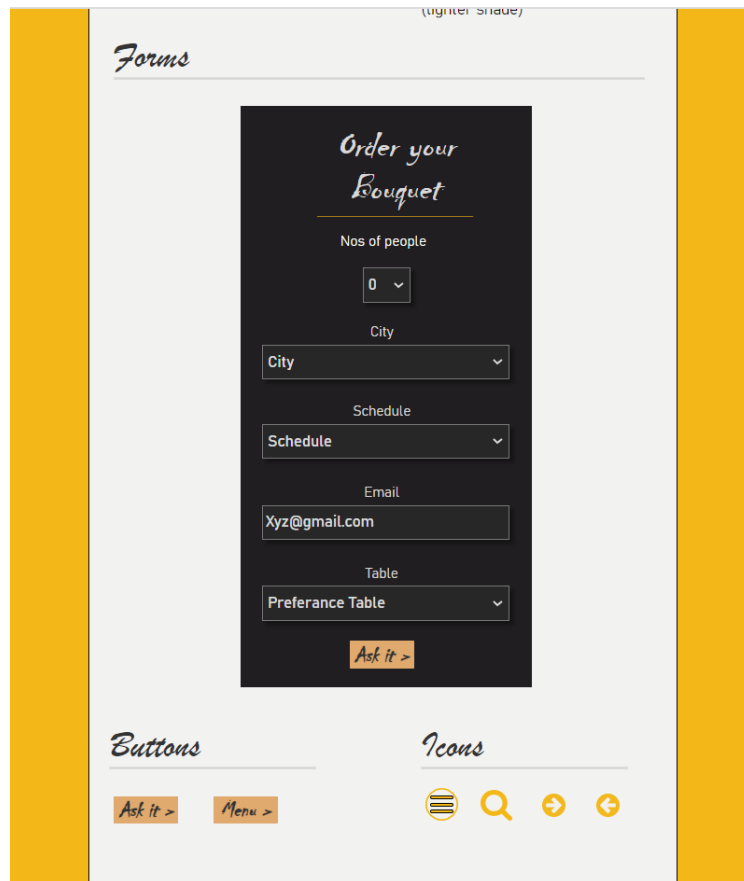 (lighter shade)
Forms
Order your
Bouquet
Nos of people
0
City
City
Schedule
Schedule
Email
Xyz@gmail.com
Table
Preferance Table
Ask it >
Buttons
Icons
Ask it >
Menu >